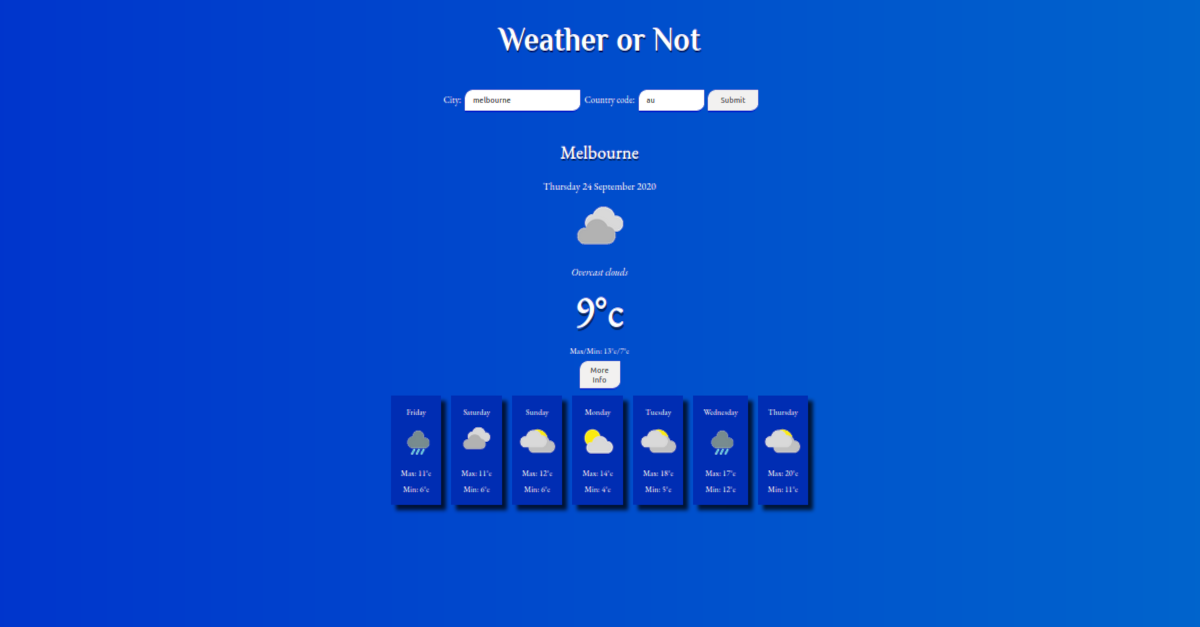 Weather or Not
City: melbourne Country code: au Submit
Melbourne
Thursday 24 September 2020
Overcast clouds
9°c
Max/Min: 13°c/7°c
More
Info
Friday Saturday Sunday Monday Tuesday Wednesday Thursday
Max: 11°c Max: 11°c Max: 12°c Max: 14°c Max: 18°c Max: 17°c Max: 20°c
Min: 6°c Min: 6°c Min: 6°c Min: 4°c Min: 5°c Min: 12°c Min: 11°c